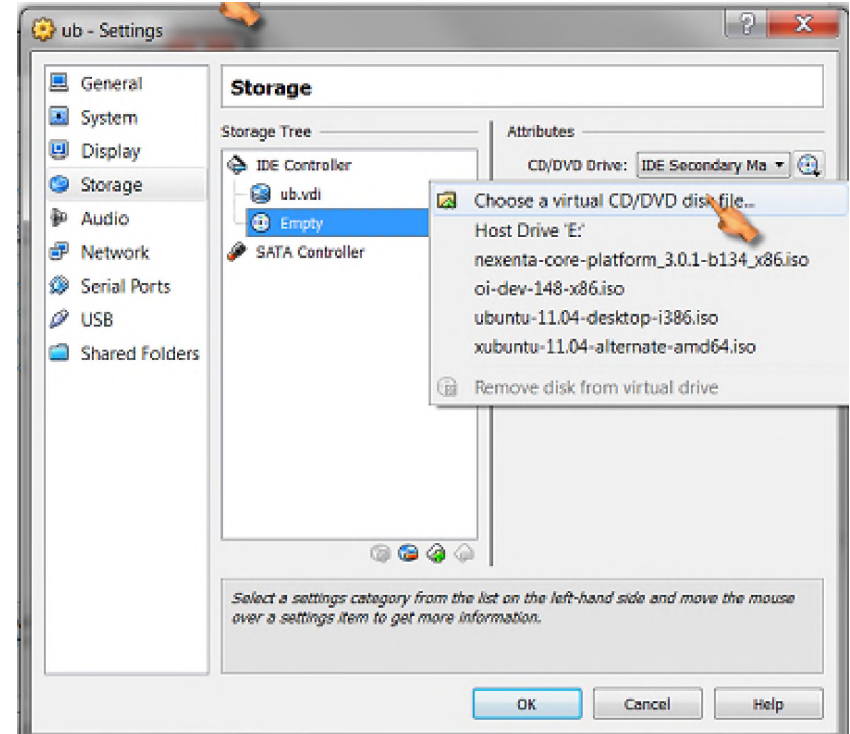 ub - Settings
General
System
Display
Storage
Audio
Network
Serial Ports
USB
Shared Folders
Storage
Storage Tree
IDE Controller
ub.vdi
Empty
SATA Controller
Attributes
CD/DVD Drive: IDE Secondary Ma
Choose a virtual CD/DVD disk file...
Host Drive 'E:'
nexenta-core-platform_3.0.1-b134_x86.iso
oi-dev-148-x86.iso
ubuntu-11.04-desktop-i386.iso
xubuntu-11.04-alternate-amd64.iso
Remove disk from virtual drive
Select a settings category from the list on the left-hand side and move the mouse
over a settings item to get more information.
OK
Cancel
Help